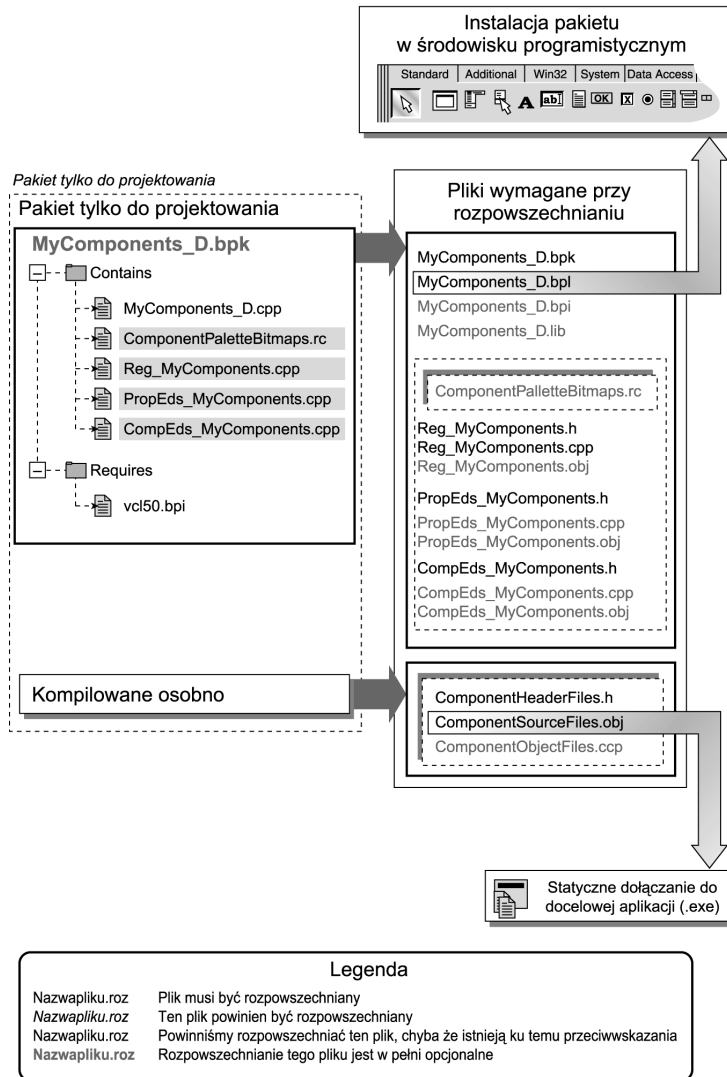 Instalacja pakietu
w środowisku programistycznym
Standard Additional Win32 System Data Access
A ab OK X
Pakiet tylko do projektowania
Pakiet tylko do projektowania
MyComponents_D.bpk
Contains
MyComponents_D.cpp
ComponentPaletteBitmaps.rc
Reg_MyComponents.cpp
PropEds_MyComponents.cpp
CompEds_MyComponents.cpp
Requires
vcl50.bpi
Kompilowane osobno
Pliki wymagane przy
rozpowszechnianiu
MyComponents_D.bpk
MyComponents_D.bpl
MyComponents_D.bpi
MyComponents_D.lib
ComponentPalletteBitmaps.rc
Reg_MyComponents.h
Reg_MyComponents.cpp
Reg_MyComponents.obj
PropEds_MyComponents.h
PropEds_MyComponents.cpp
PropEds_MyComponents.obj
CompEds_MyComponents.h
CompEds_MyComponents.cpp
CompEds_MyComponents.obj
ComponentHeaderFiles.h
ComponentSourceFiles.obj
ComponentObjectFiles.ccp
Statyczne dołączanie do
docelowej aplikacji (.exe)
Legenda
Nazwapliku.roz Plik musi być rozpowszechniany
Nazwapliku.roz Ten plik powinien być rozpowszechniany
Nazwapliku.roz Powinniśmy rozpowszechniać ten plik, chyba że istnieją ku temu przeciwwskazania
Nazwapliku.roz Rozpowszechnianie tego pliku jest w pełni opcjonalne